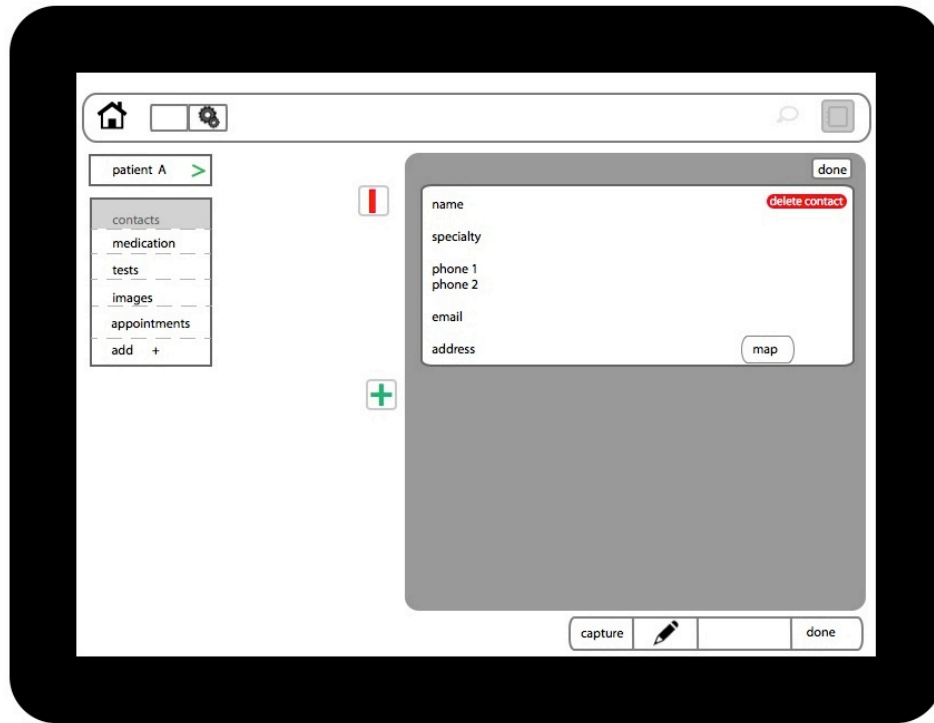 patient A >
contacts
medication
tests
images
appointments
add +
done
name
delete contact
specialty
phone 1
phone 2
email
address
map
capture
done